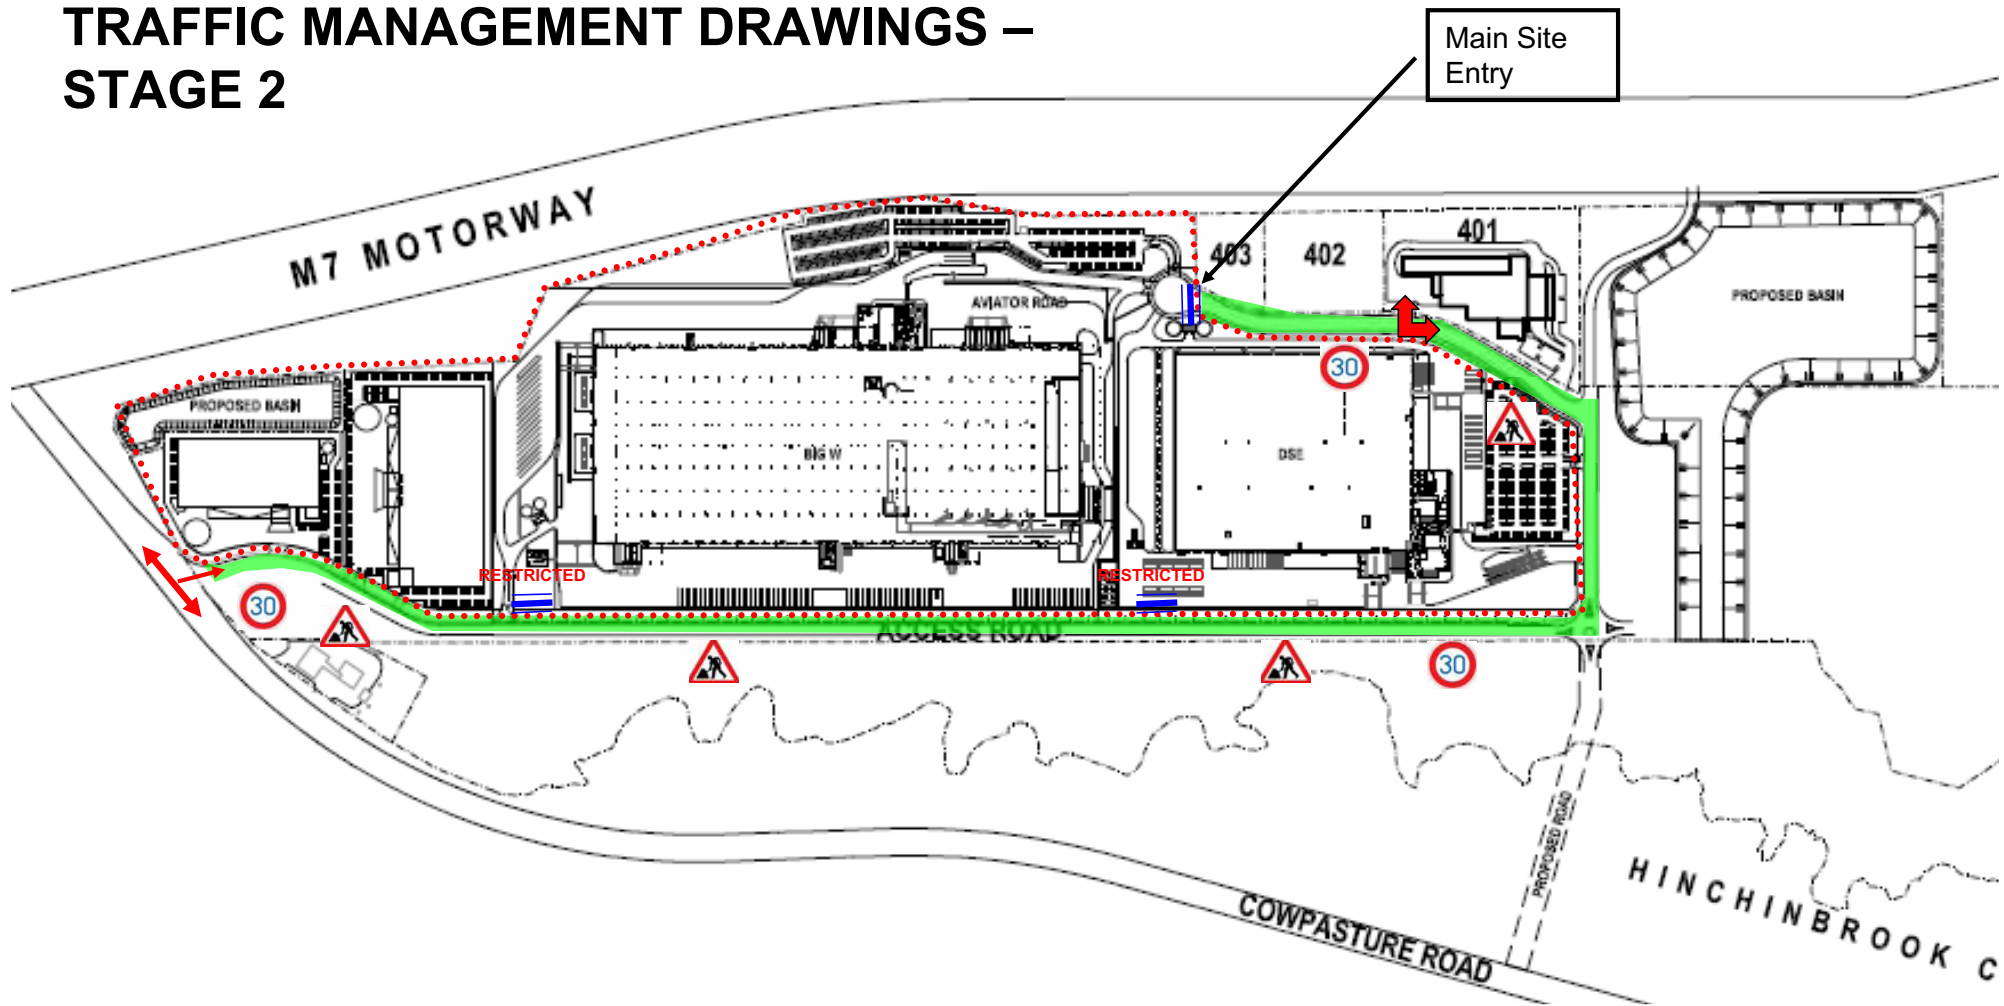 TRAFFIC MANAGEMENT DRAWINGS –
STAGE 2
Main Site
Entry
M7 MOTORWAY
403
402
401
PROPOSED BASIN
AVIATOR ROAD
30
PROPOSED BASIN
BIG W
DSE
RESTRICTED
RESTRICTED
30
ACCESS ROAD
30
PROPOSED ROAD
HINCHINBROOK C
COWPASTURE ROAD